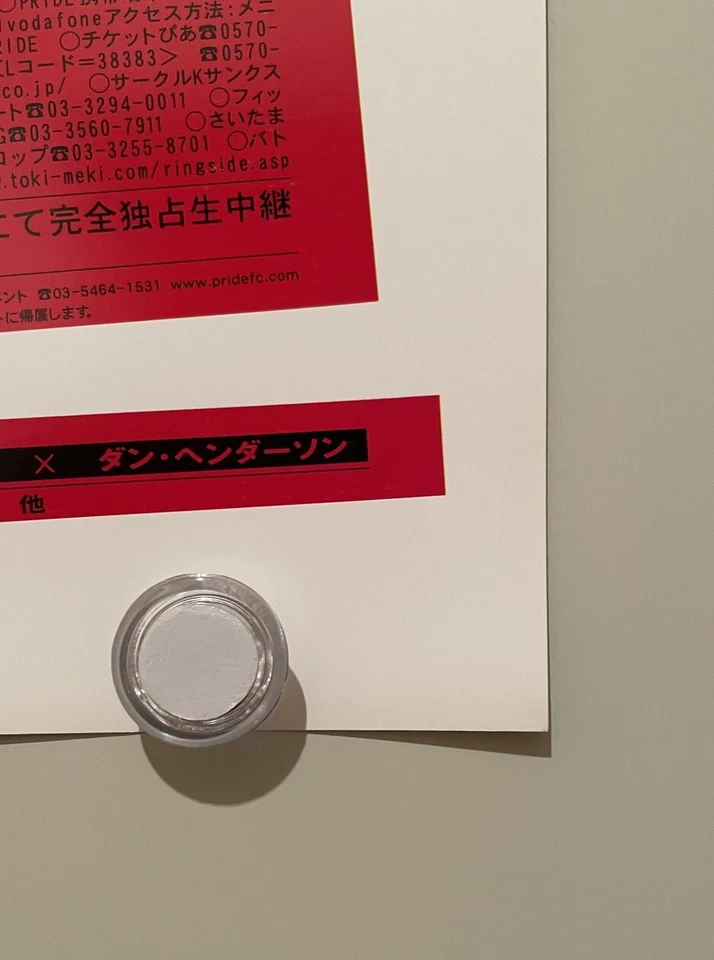 ○PRIDE 携帯
vodafoneアクセス方法:メニ
RIDE ○チケットぴあ☎0570-
Lコード=38383> ☎0570-
.co.jp/ ○サークルKサンクス
ート☎03-3294-0011 ○フィッ
G☎03-3560-7911 ○さいたま
ロップ☎03-3255-8701 ○バト
w.toki-meki.com/ringside.asp
にて完全独占生中継
ント ☎03-5464-1531 www.pridefc.com
トに帰属します。
× ダン・ヘンダーソン
他